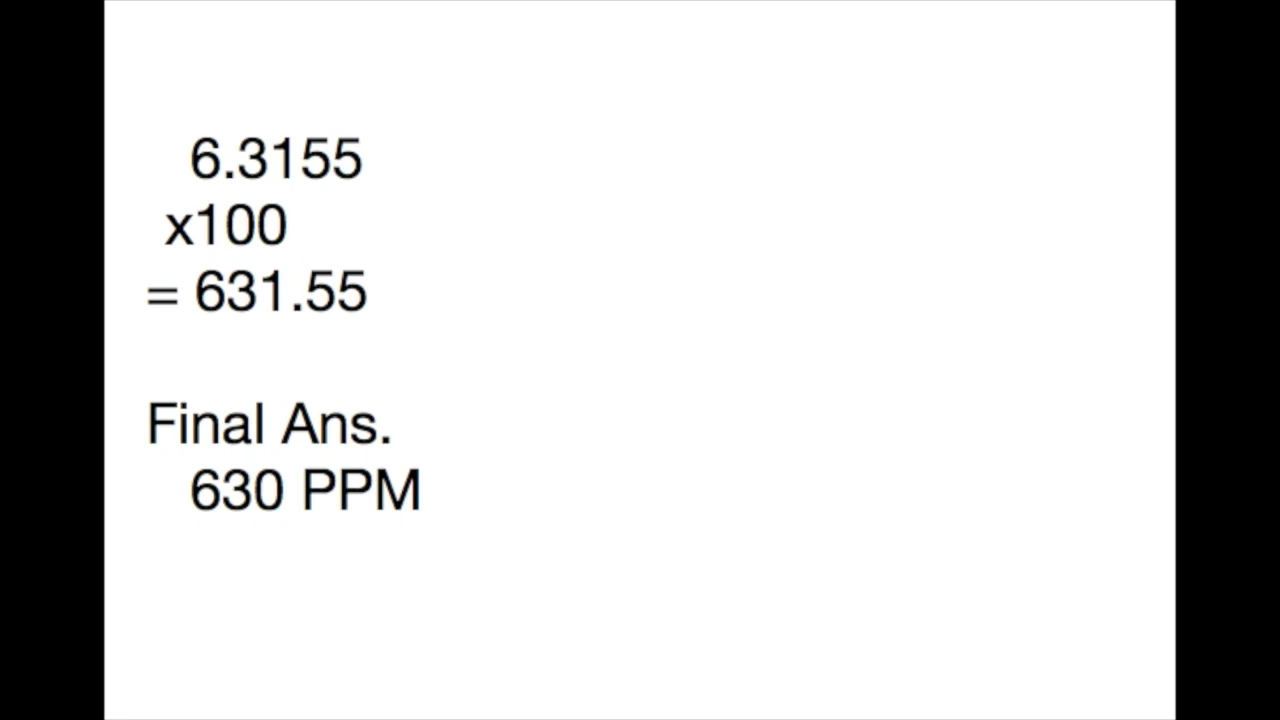 6.3155
x100
= 631.55
Final Ans.
630 PPM